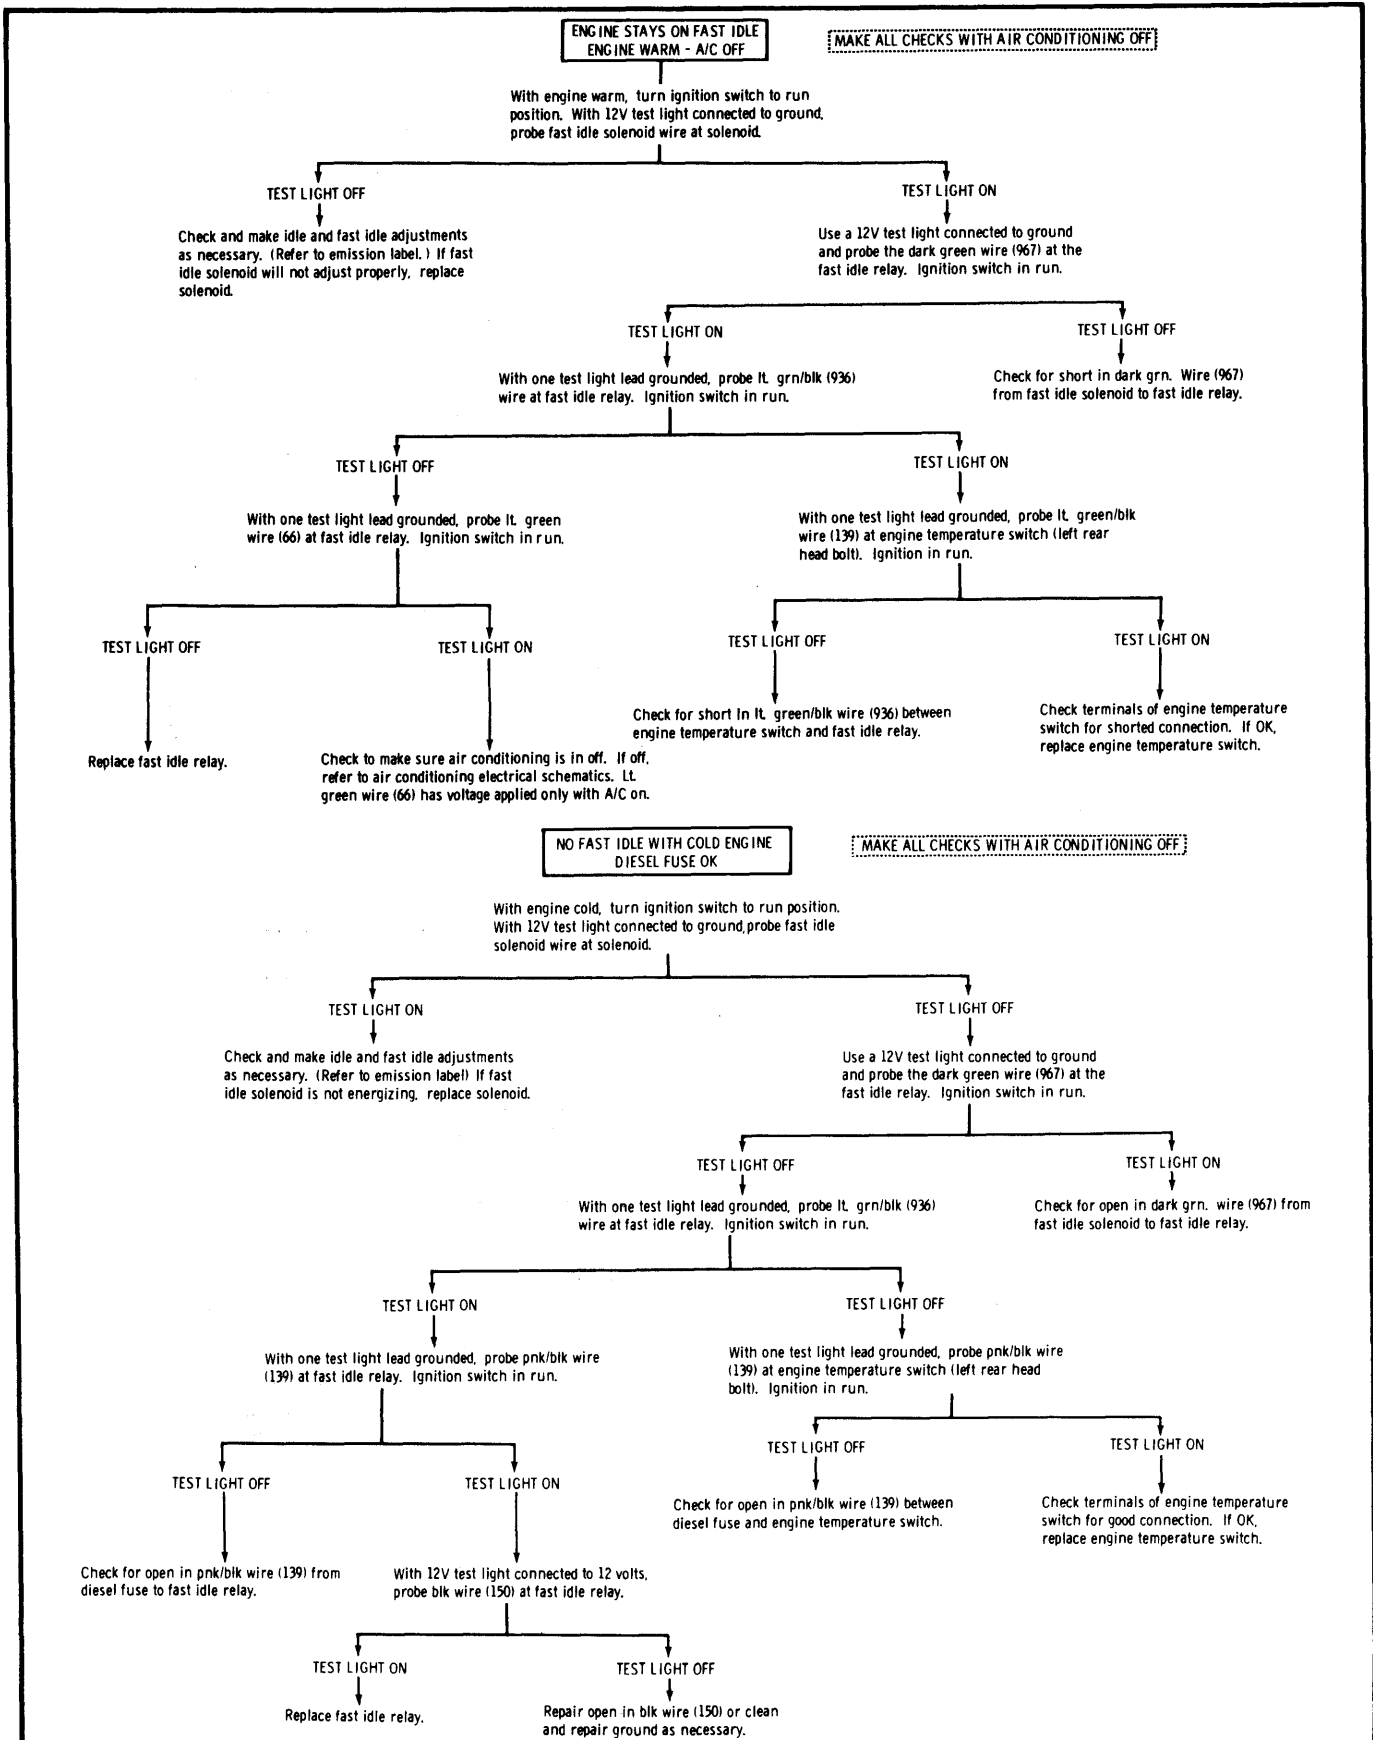 ENGINE STAYS ON FAST IDLE
ENGINE WARM - A/C OFF
MAKE ALL CHECKS WITH AIR CONDITIONING OFF
With engine warm, turn ignition switch to run
position. With 12V test light connected to ground,
probe fast idle solenoid wire at solenoid.
TEST LIGHT OFF
TEST LIGHT ON
Check and make idle and fast idle adjustments
as necessary. (Refer to emission label.) If fast
idle solenoid will not adjust properly, replace
solenoid.
Use a 12V test light connected to ground
and probe the dark green wire (967) at the
fast idle relay. Ignition switch in run.
TEST LIGHT ON
TEST LIGHT OFF
With one test light lead grounded, probe lt. grn/blk (936)
wire at fast idle relay. Ignition switch in run.
Check for short in dark grn. Wire (967)
from fast idle solenoid to fast idle relay.
TEST LIGHT OFF
TEST LIGHT ON
With one test light lead grounded, probe lt. green
wire (66) at fast idle relay. Ignition switch in run.
With one test light lead grounded, probe lt. green/blk
wire (139) at engine temperature switch (left rear
head bolt). Ignition in run.
TEST LIGHT OFF
TEST LIGHT ON
TEST LIGHT OFF
TEST LIGHT ON
Replace fast idle relay.
Check to make sure air conditioning is in off. If off,
refer to air conditioning electrical schematics. Lt.
green wire (66) has voltage applied only with A/C on.
Check for short in lt. green/blk wire (936) between
engine temperature switch and fast idle relay.
Check terminals of engine temperature
switch for shorted connection. If OK,
replace engine temperature switch.
NO FAST IDLE WITH COLD ENGINE
DIESEL FUSE OK
MAKE ALL CHECKS WITH AIR CONDITIONING OFF
With engine cold, turn ignition switch to run position.
With 12V test light connected to ground, probe fast idle
solenoid wire at solenoid.
TEST LIGHT ON
TEST LIGHT OFF
Check and make idle and fast idle adjustments
as necessary. (Refer to emission label) If fast
idle solenoid is not energizing, replace solenoid.
Use a 12V test light connected to ground
and probe the dark green wire (967) at the
fast idle relay. Ignition switch in run.
TEST LIGHT OFF
TEST LIGHT ON
With one test light lead grounded, probe lt. grn/blk (936)
wire at fast idle relay. Ignition switch in run.
Check for open in dark grn. wire (967) from
fast idle solenoid to fast idle relay.
TEST LIGHT ON
TEST LIGHT OFF
With one test light lead grounded, probe pnk/blk wire
(139) at fast idle relay. Ignition switch in run.
With one test light lead grounded, probe pnk/blk wire
(139) at engine temperature switch (left rear head
bolt). Ignition in run.
TEST LIGHT OFF
TEST LIGHT ON
TEST LIGHT OFF
TEST LIGHT ON
Check for open in pnk/blk wire (139) between
diesel fuse and engine temperature switch.
Check terminals of engine temperature
switch for good connection. If OK,
replace engine temperature switch.
Check for open in pnk/blk wire (139) from
diesel fuse to fast idle relay.
With 12V test light connected to 12 volts,
probe blk wire (150) at fast idle relay.
TEST LIGHT ON
TEST LIGHT OFF
Replace fast idle relay.
Repair open in blk wire (150) or clean
and repair ground as necessary.